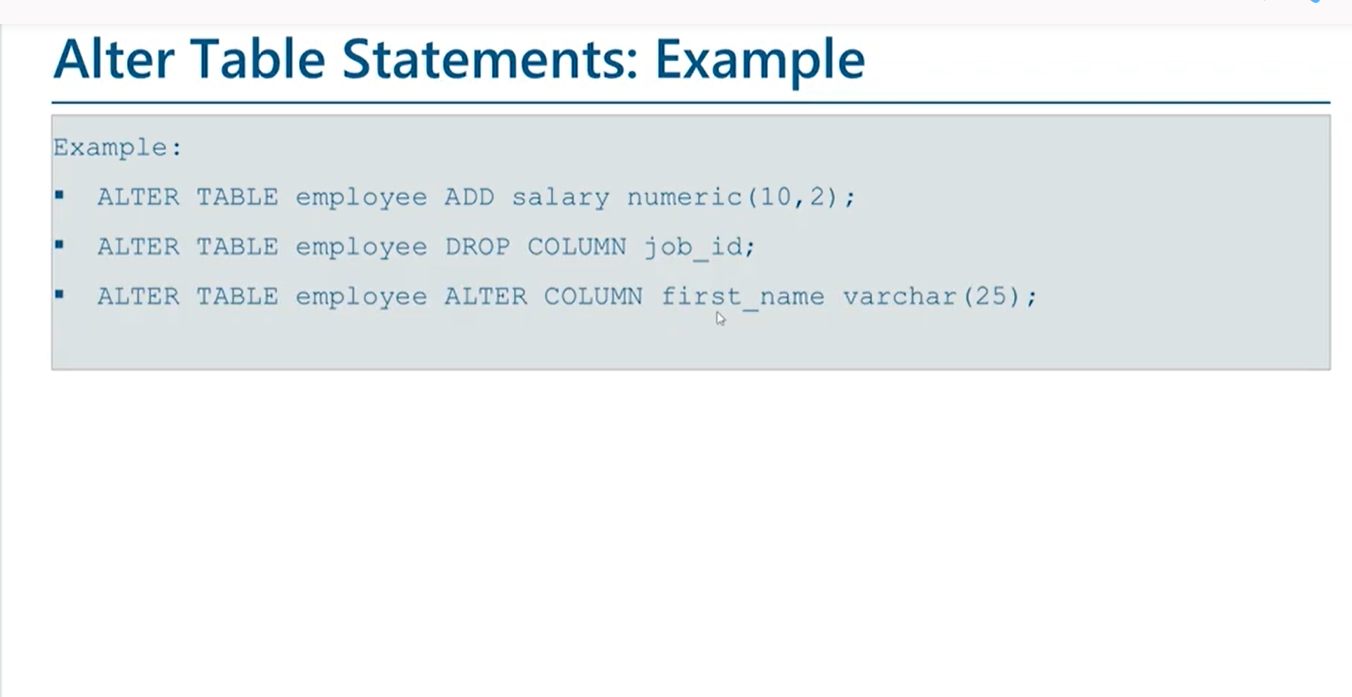 Alter Table Statements: Example
Example:
▪ ALTER TABLE employee ADD salary numeric(10,2);
▪ ALTER TABLE employee DROP COLUMN job_id;
▪ ALTER TABLE employee ALTER COLUMN first_name varchar(25);